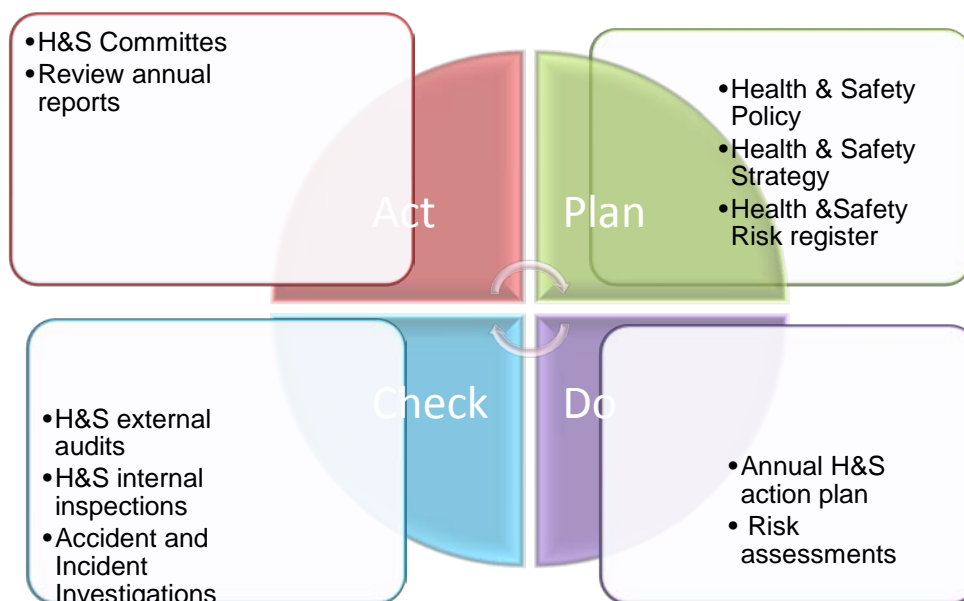 •H&S Committes
•Review annual
reports
Act
Plan
•Health & Safety
Policy
•Health & Safety
Strategy
•Health &Safety
Risk register
Check
•H&S external
audits
•H&S internal
inspections
•Accident and
Incident
Investigations
Do
•Annual H&S
action plan
• Risk
assessments